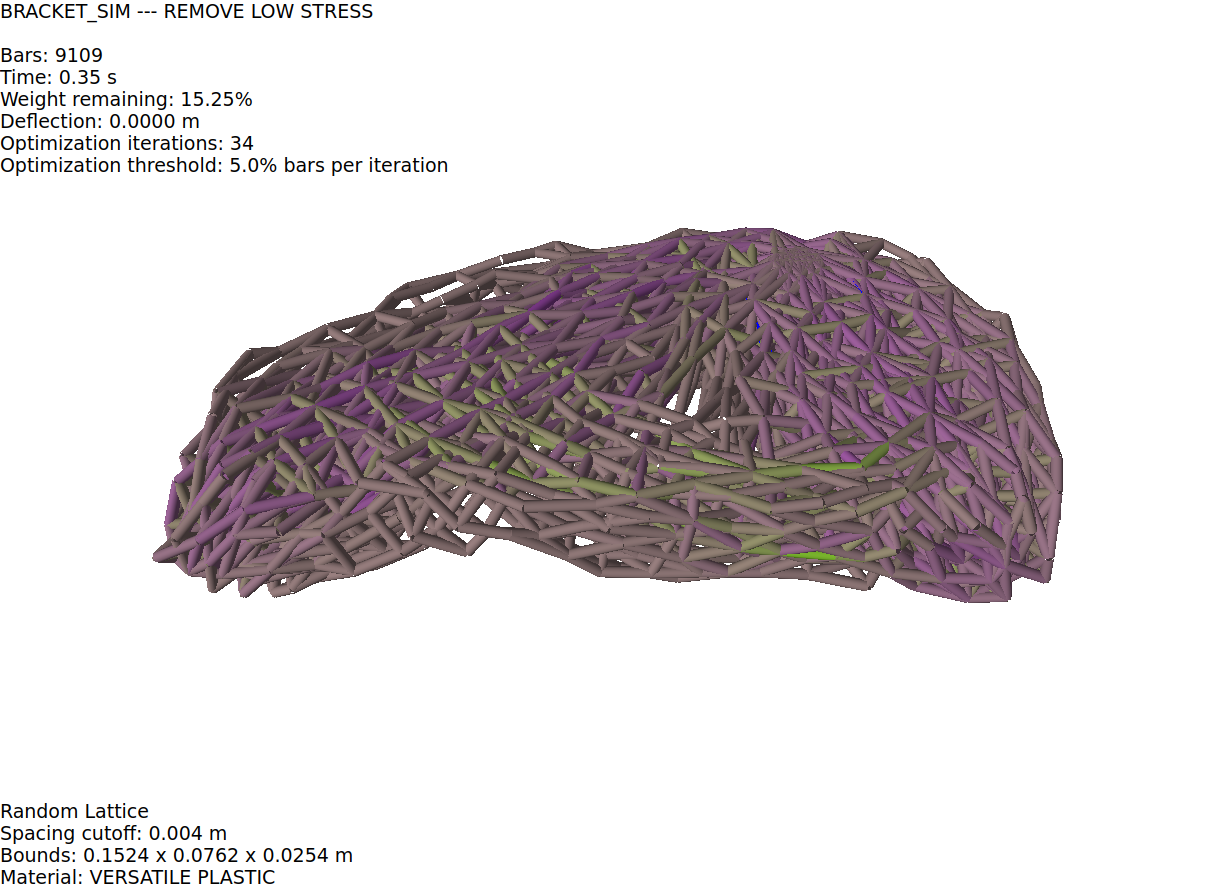 BRACKET_SIM --- REMOVE LOW STRESS
Bars: 9109
Time: 0.35 s
Weight remaining: 15.25%
Deflection: 0.0000 m
Optimization iterations: 34
Optimization threshold: 5.0% bars per iteration
Random Lattice
Spacing cutoff: 0.004 m
Bounds: 0.1524 x 0.0762 x 0.0254 m
Material: VERSATILE PLASTIC